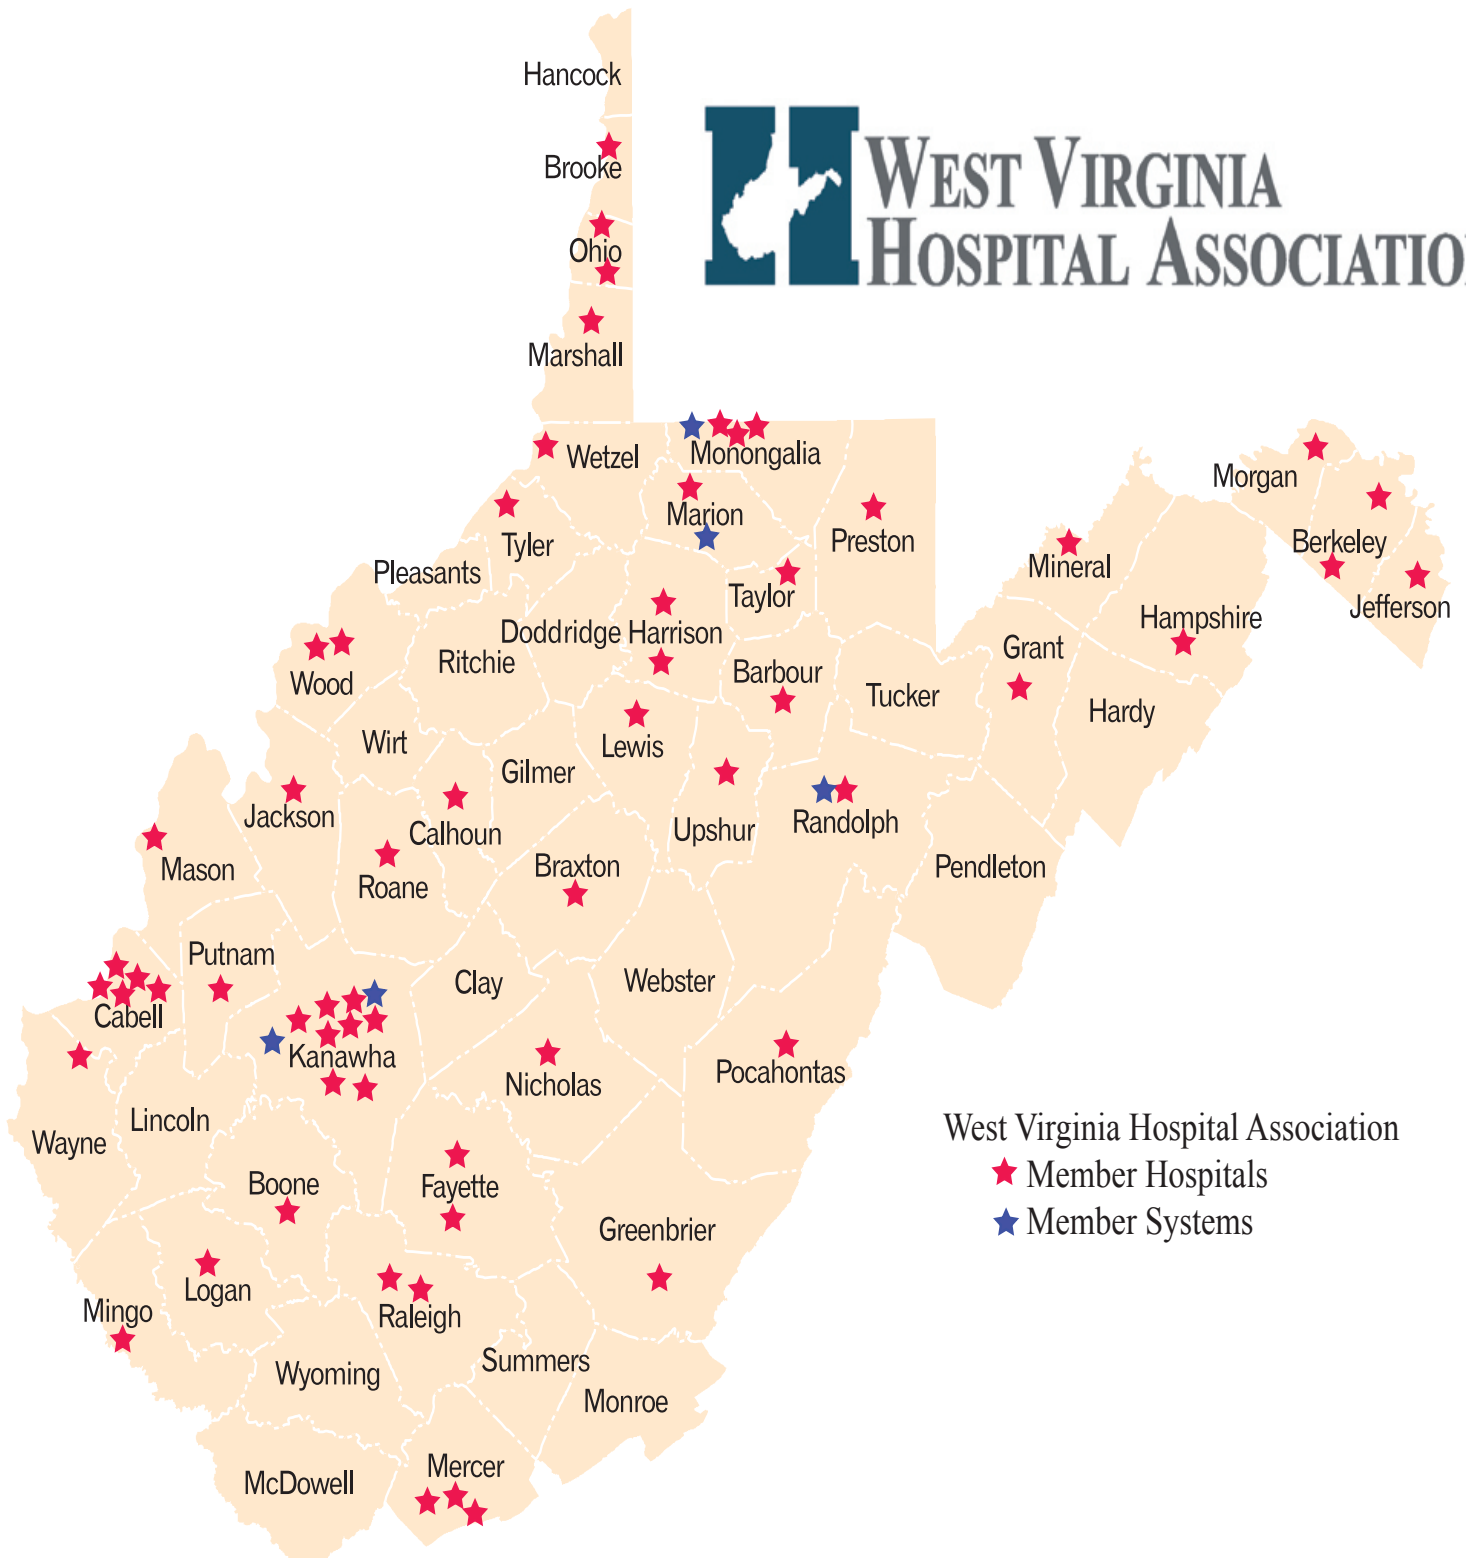 Hancock
WEST VIRGINIA
HOSPITAL ASSOCIATIO
Brooke
Ohio
Marshall
Wetzel
Monongalia
Morgan
Marion
Tyler
Preston
Berkeley
Mineral
Pleasants
Taylor
Jefferson
Hampshire
Doddridge
Harrison
Grant
Ritchie
Barbour
Wood
Tucker
Hardy
Wirt
Lewis
Gilmer
Jackson
Calhoun
Upshur
Randolph
Mason
Braxton
Pendleton
Roane
Putnam
Clay
Webster
Cabell
Kanawha
Nicholas
Pocahontas
Lincoln
West Virginia Hospital Association
Wayne
Member Hospitals
Boone
Fayette
Member Systems
Greenbrier
Logan
Mingo
Raleigh
Summers
Wyoming
Monroe
Mercer
McDowell